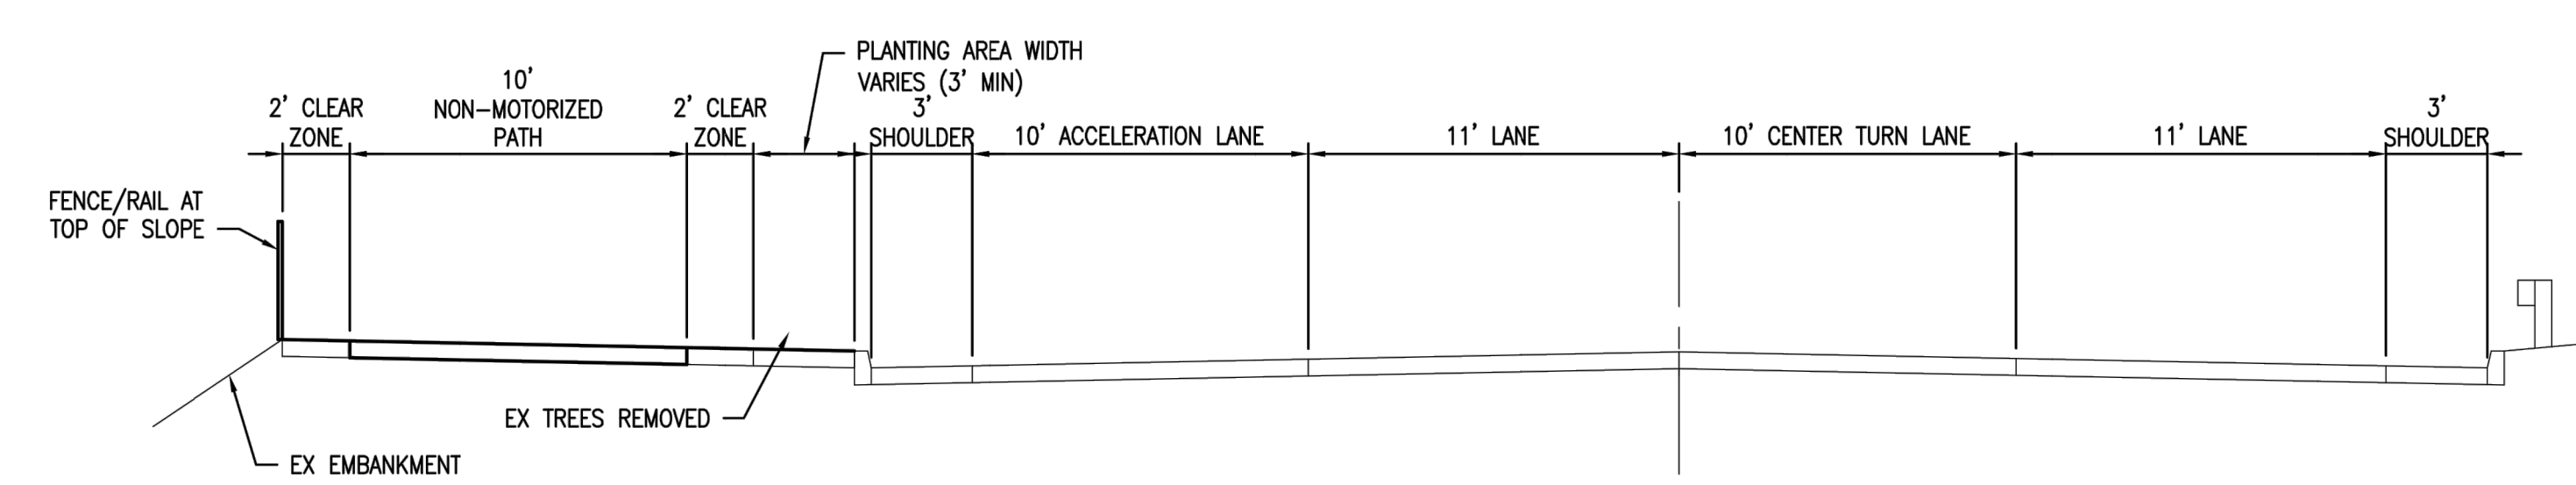 PLANTING AREA WIDTH
VARIES (3' MIN)
2' CLEAR
ZONE
10'
NON-MOTORIZED
PATH
2' CLEAR
ZONE
3'
SHOULDER
10' ACCELERATION LANE
11' LANE
10' CENTER TURN LANE
11' LANE
3'
SHOULDER
FENCE/RAIL AT
TOP OF SLOPE
EX TREES REMOVED
EX EMBANKMENT